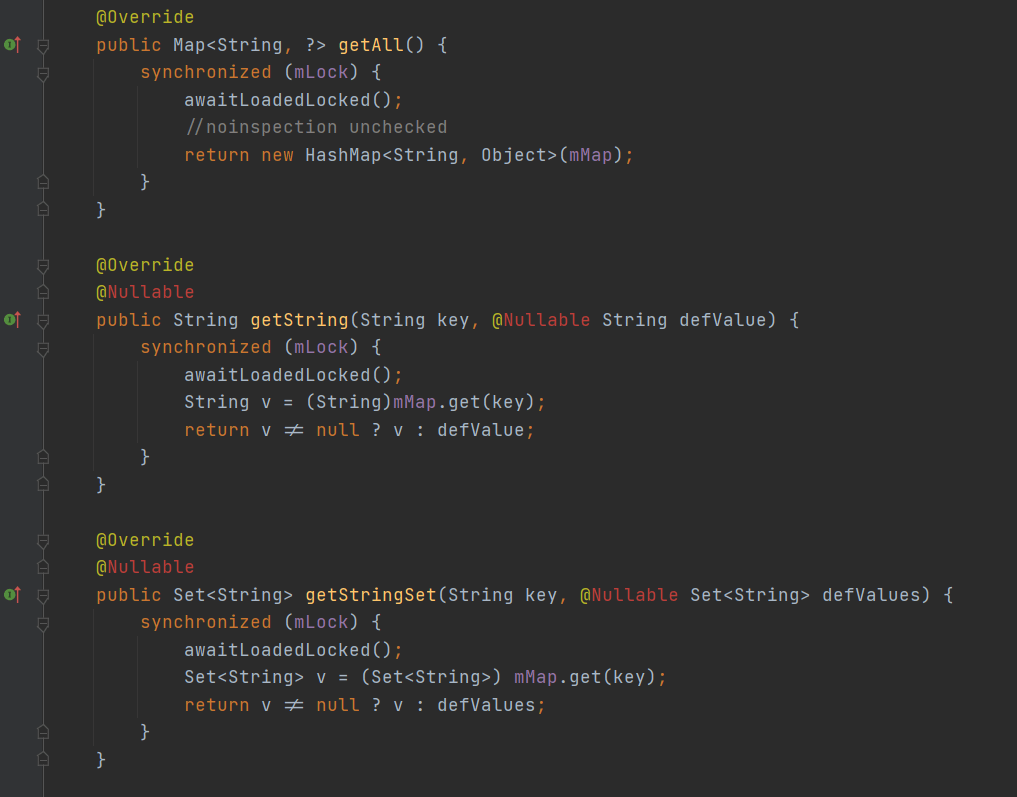 @Override
public Map<String, ?> getAll() {
    synchronized (mLock) {
        awaitLoadedLocked();
        //noinspection unchecked
        return new HashMap<String, Object>(mMap);
    }
}

@Override
@Nullable
public String getString(String key, @Nullable String defValue) {
    synchronized (mLock) {
        awaitLoadedLocked();
        String v = (String)mMap.get(key);
        return v != null ? v : defValue;
    }
}

@Override
@Nullable
public Set<String> getStringSet(String key, @Nullable Set<String> defValues) {
    synchronized (mLock) {
        awaitLoadedLocked();
        Set<String> v = (Set<String>) mMap.get(key);
        return v != null ? v : defValues;
    }
}